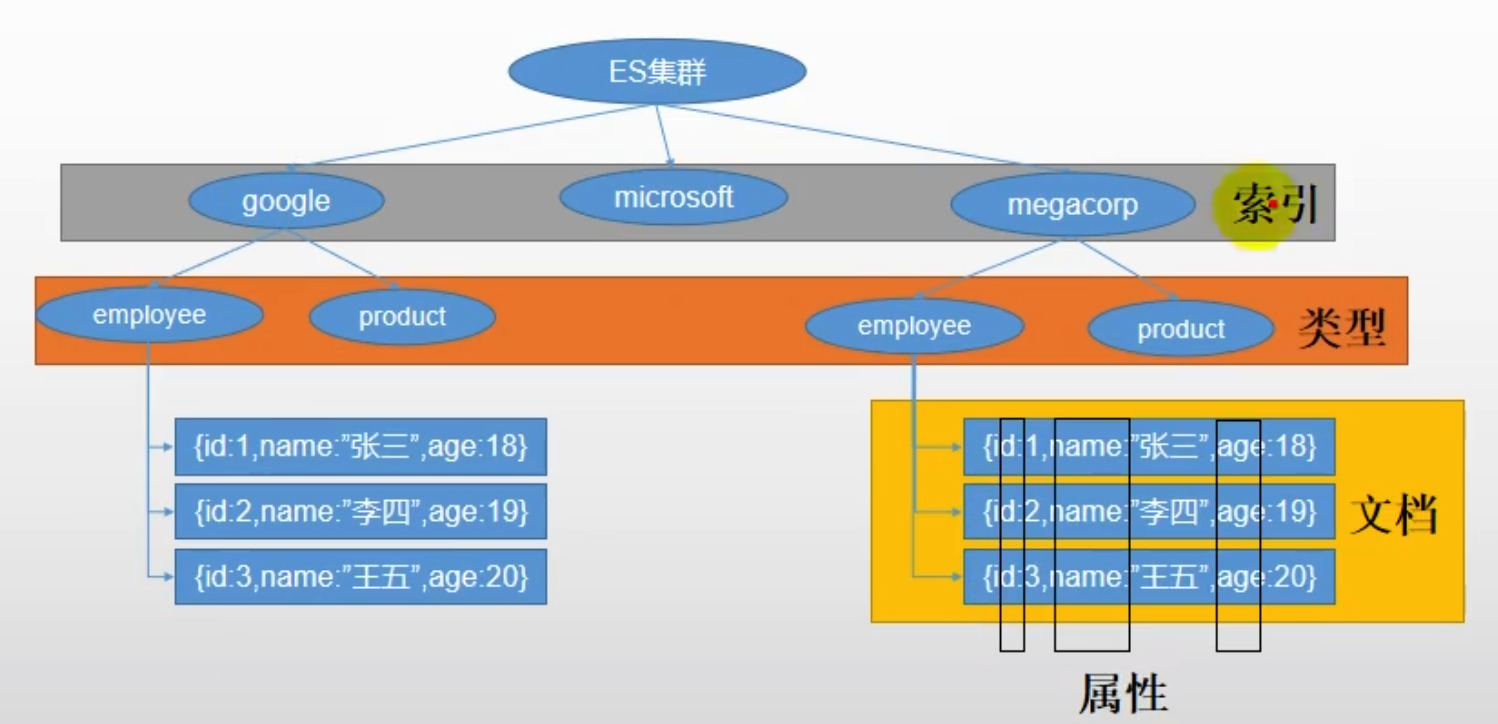 ES集群
google
microsoft
megacorp
索引
employee
product
employee
product
类型
{id:1,name:”张三”,age:18}
{id:2,name:”李四”,age:19}
{id:3,name:”王五”,age:20}
{id:1,name:”张三”,age:18}
{id:2,name:”李四”,age:19}
{id:3,name:”王五”,age:20}
文档
属性